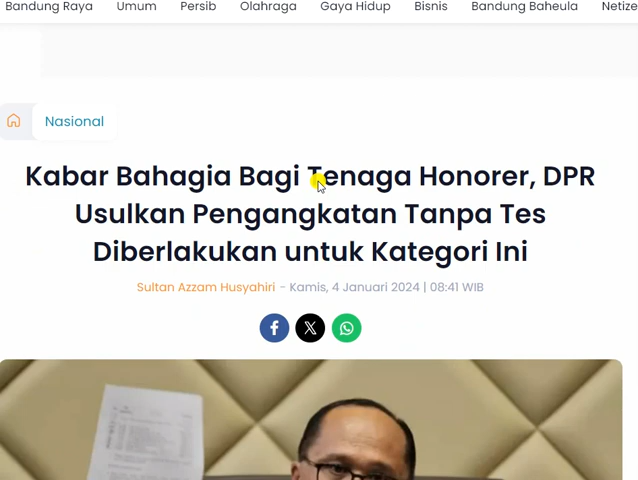 Bandung Raya Umum Persib Olahraga Gaya Hidup Bisnis Bandung Baheula Netize
Nasional
Kabar Bahagia Bagi Tenaga Honorer, DPR
Usulkan Pengangkatan Tanpa Tes
Diberlakukan untuk Kategori Ini
Sultan Azzam Husyahiri - Kamis, 4 Januari 2024 | 08:41 WIB